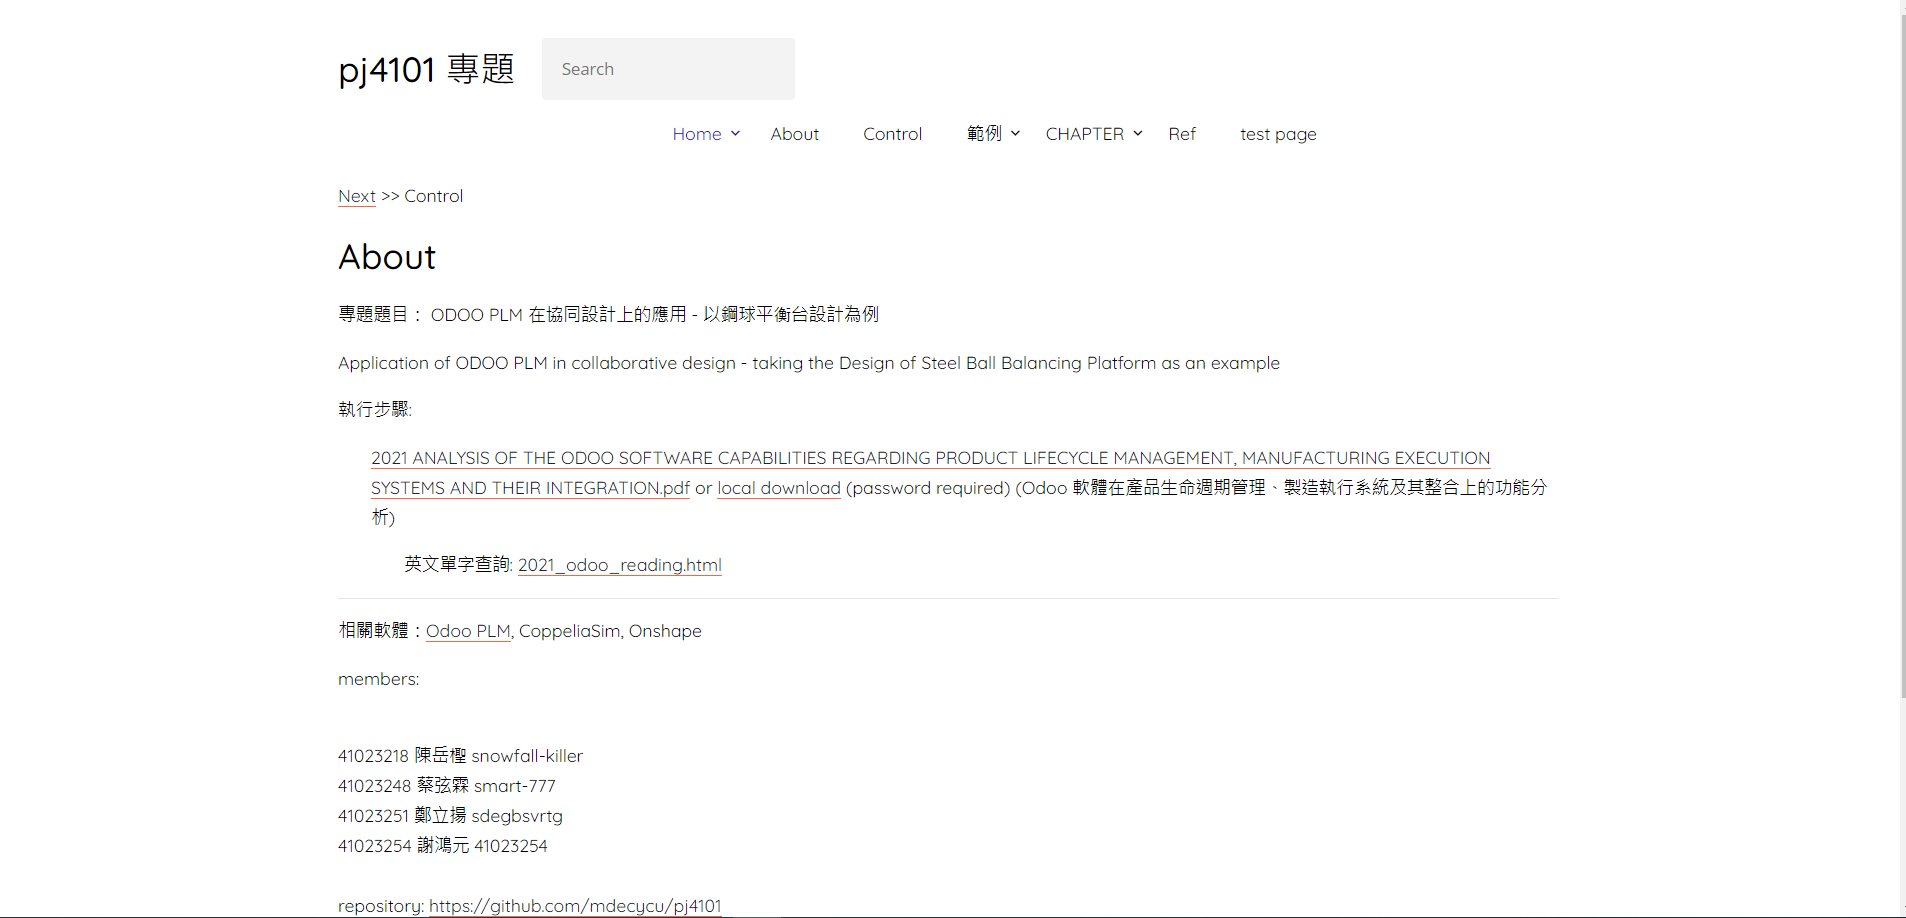 pj4101 專題
Search
Home About Control 範例 CHAPTER Ref test page
Next >> Control
About
專題題目： ODOO PLM 在協同設計上的應用 - 以鋼球平衡台設計為例
Application of ODOO PLM in collaborative design - taking the Design of Steel Ball Balancing Platform as an example
執行步驟:
2021 ANALYSIS OF THE ODOO SOFTWARE CAPABILITIES REGARDING PRODUCT LIFECYCLE MANAGEMENT, MANUFACTURING EXECUTION
SYSTEMS AND THEIR INTEGRATION.pdf or local download (password required) (Odoo 軟體在產品生命週期管理、製造執行系統及其整合上的功能分
析)
英文單字查詢: 2021_odoo_reading.html
相關軟體：Odoo PLM, CoppeliaSim, Onshape
members:
41023218 陳岳檉 snowfall-killer
41023248 蔡弦霖 smart-777
41023251 鄭立揚 sdegbsvrtg
41023254 謝鴻元 41023254
repository: https://github.com/mdecycu/pj4101